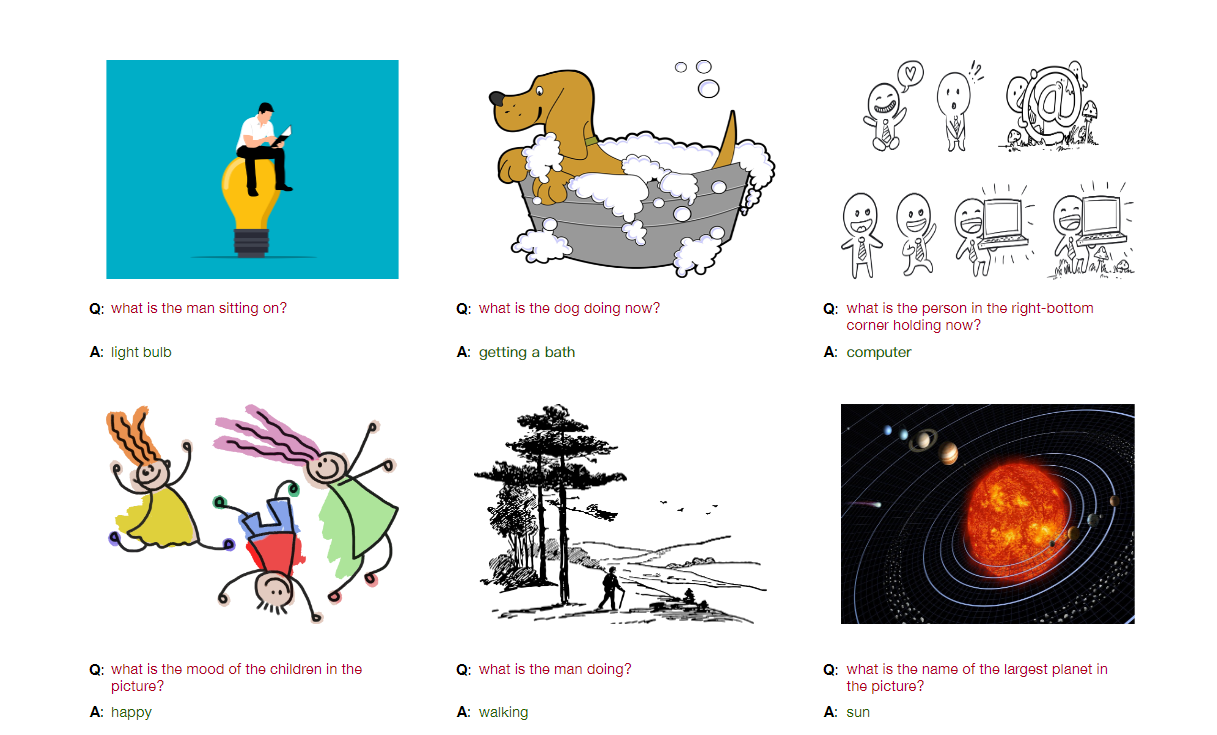 @
!?
Q: what is the man sitting on?
A: light bulb
Q: what is the dog doing now?
A: getting a bath
Q: what is the person in the right-bottom
corner holding now?
A: computer
Q: what is the mood of the children in the
picture?
A: happy
Q: what is the man doing?
A: walking
Q: what is the name of the largest planet in
the picture?
A: sun